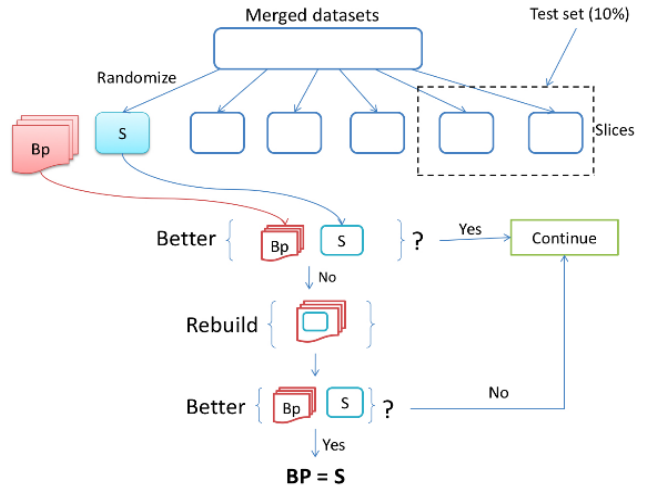 Merged datasets
Test set (10%)
Randomize
Bp
S
Slices
Better
Bp
S
?
Yes
Continue
No
Rebuild
Better
Bp
S
?
No
Yes
BP = S